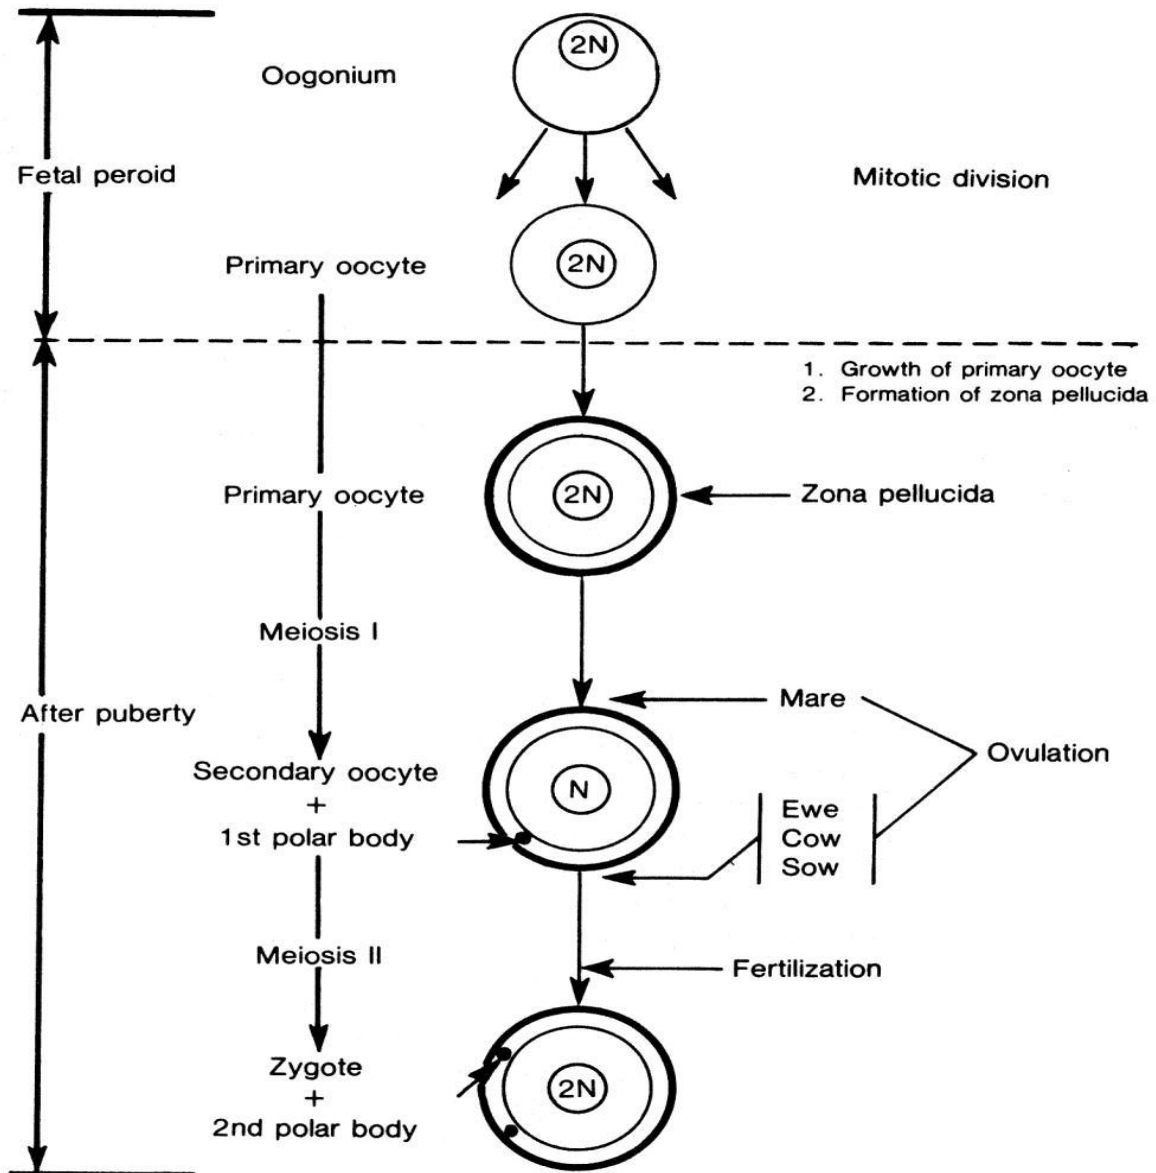 2N
Oogonium
Fetal peroid
Mitotic division
Primary oocyte
2N
1. Growth of primary oocyte
2. Formation of zona pellucida
Primary oocyte
2N
Zona pellucida
Meiosis I
Mare
After puberty
Ovulation
Secondary oocyte
+
1st polar body
N
Ewe
Cow
Sow
Meiosis II
Fertilization
Zygote
+
2nd polar body
2N